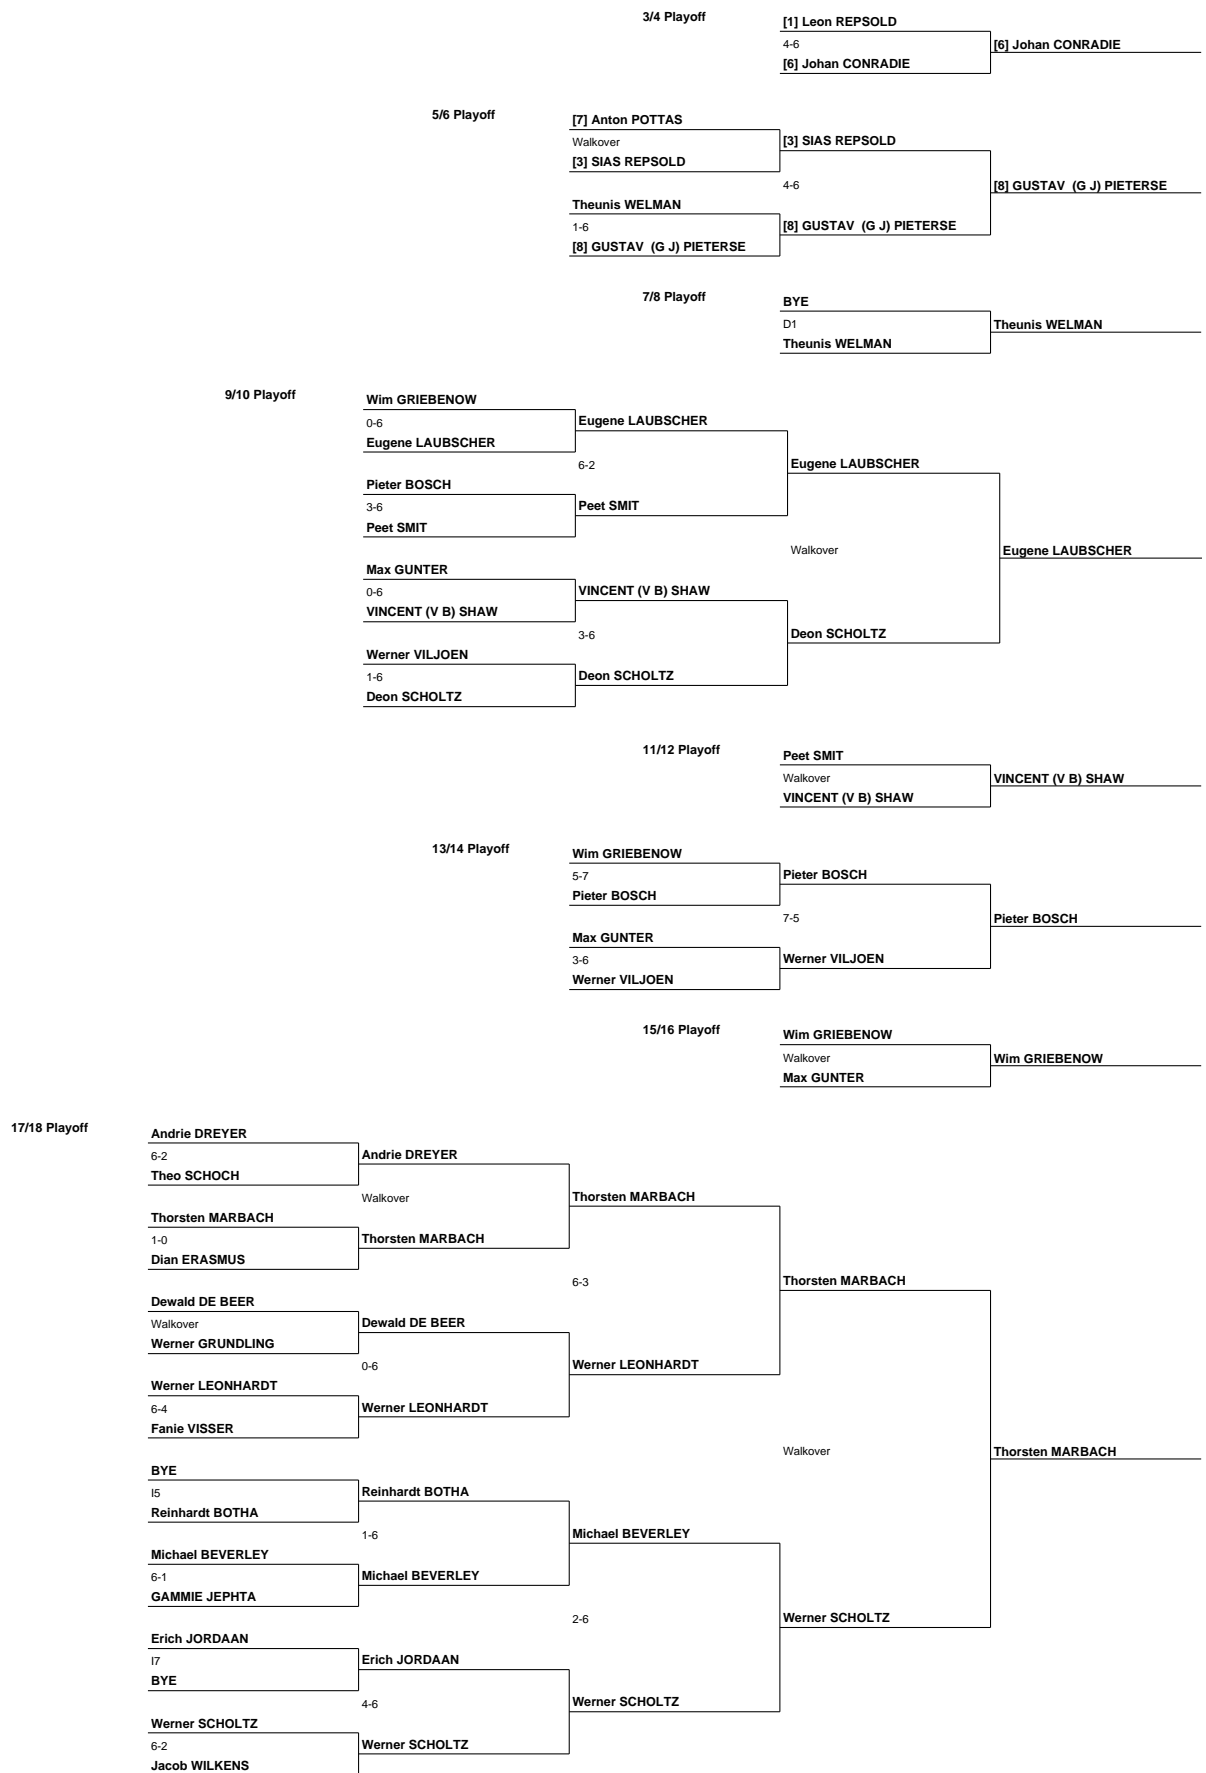 3/4 Playoff
[1] Leon REPSOLD
4-6
[6] Johan CONRADIE
[6] Johan CONRADIE
5/6 Playoff
[7] Anton POTTAS
Walkover
[3] SIAS REPSOLD
[3] SIAS REPSOLD
4-6
[8] GUSTAV (G J) PIETERSE
Theunis WELMAN
1-6
[8] GUSTAV (G J) PIETERSE
[8] GUSTAV (G J) PIETERSE
7/8 Playoff
BYE
D1
Theunis WELMAN
Theunis WELMAN
9/10 Playoff
Wim GRIEBENOW
0-6
Eugene LAUBSCHER
Eugene LAUBSCHER
6-2
Eugene LAUBSCHER
Pieter BOSCH
3-6
Peet SMIT
Peet SMIT
Walkover
Eugene LAUBSCHER
Max GUNTER
0-6
VINCENT (V B) SHAW
VINCENT (V B) SHAW
3-6
Deon SCHOLTZ
Werner VILJOEN
1-6
Deon SCHOLTZ
Deon SCHOLTZ
11/12 Playoff
Peet SMIT
Walkover
VINCENT (V B) SHAW
VINCENT (V B) SHAW
13/14 Playoff
Wim GRIEBENOW
5-7
Pieter BOSCH
Pieter BOSCH
7-5
Pieter BOSCH
Max GUNTER
3-6
Werner VILJOEN
Werner VILJOEN
15/16 Playoff
Wim GRIEBENOW
Walkover
Wim GRIEBENOW
Max GUNTER
17/18 Playoff
Andrie DREYER
6-2
Andrie DREYER
Theo SCHOCH
Walkover
Thorsten MARBACH
Thorsten MARBACH
1-0
Thorsten MARBACH
Dian ERASMUS
6-3
Thorsten MARBACH
Dewald DE BEER
Walkover
Dewald DE BEER
Werner GRUNDLING
0-6
Werner LEONHARDT
Werner LEONHARDT
6-4
Werner LEONHARDT
Fanie VISSER
Walkover
Thorsten MARBACH
BYE
I5
Reinhardt BOTHA
Reinhardt BOTHA
1-6
Michael BEVERLEY
Michael BEVERLEY
6-1
Michael BEVERLEY
GAMMIE JEPHTA
2-6
Werner SCHOLTZ
Erich JORDAAN
I7
Erich JORDAAN
BYE
4-6
Werner SCHOLTZ
Werner SCHOLTZ
6-2
Werner SCHOLTZ
Jacob WILKENS